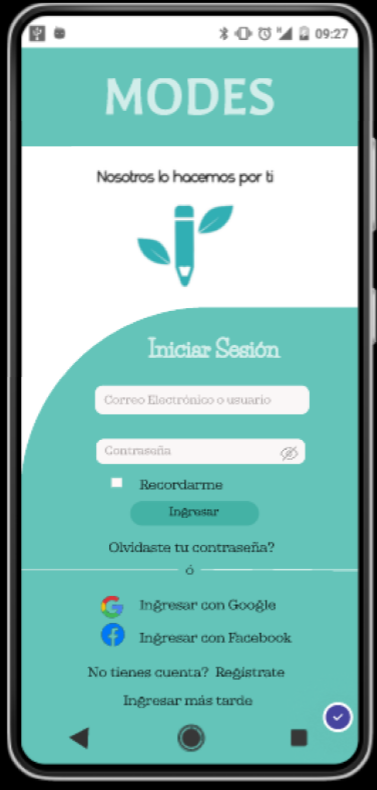 09:27
MODES
Nosotros lo hacemos por ti
Iniciar Sesión
Correo Electrónico o usuario
Contraseña
Recordarme
Ingresar
Olvidaste tu contraseña?
ó
Ingresar con Google
Ingresar con Facebook
No tienes cuenta? Regístrate
Ingresar más tarde